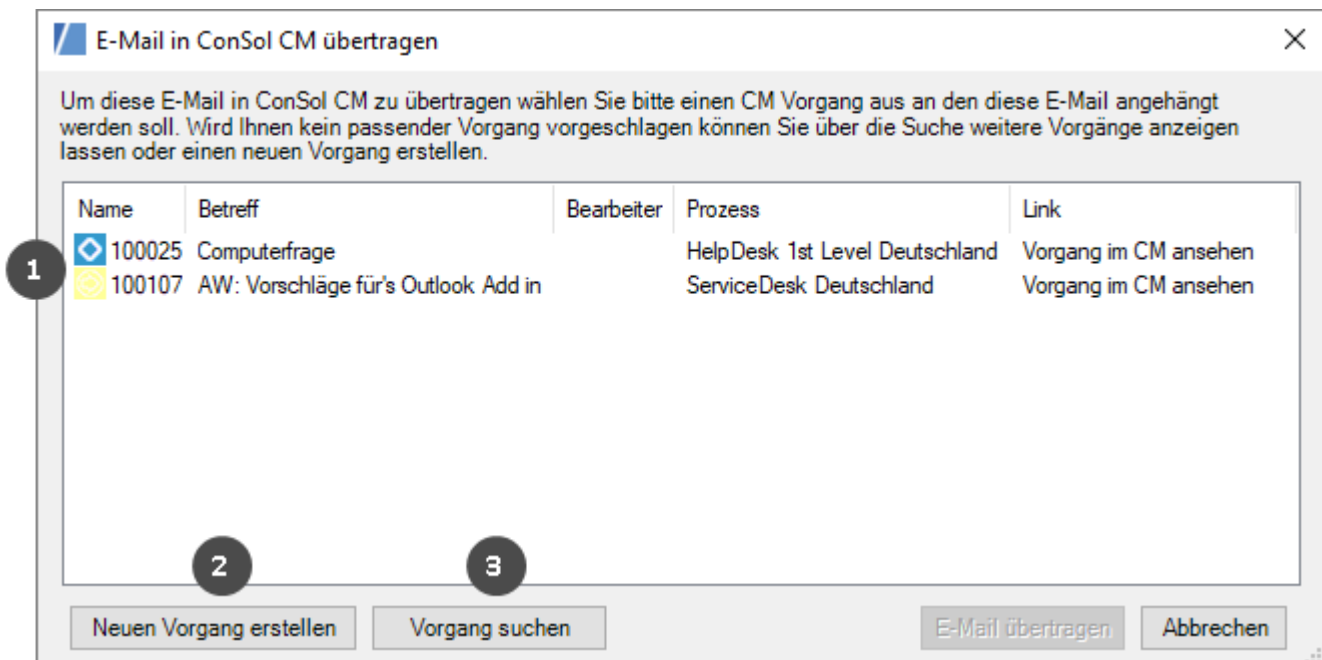 E-Mail in ConSol CM übertragen
Um diese E-Mail in ConSol CM zu übertragen wählen Sie bitte einen CM Vorgang aus an den diese E-Mail angehängt
werden soll. Wird Ihnen kein passender Vorgang vorgeschlagen können Sie über die Suche weitere Vorgänge anzeigen
lassen oder einen neuen Vorgang erstellen.
Name Betreff Bearbeiter Prozess Link
100025 Computerfrage HelpDesk 1st Level Deutschland Vorgang im CM ansehen
1
100107 AW: Vorschläge für's Outlook Add in ServiceDesk Deutschland Vorgang im CM ansehen
2 3
Neuen Vorgang erstellen Vorgang suchen E-Mail übertragen Abbrechen